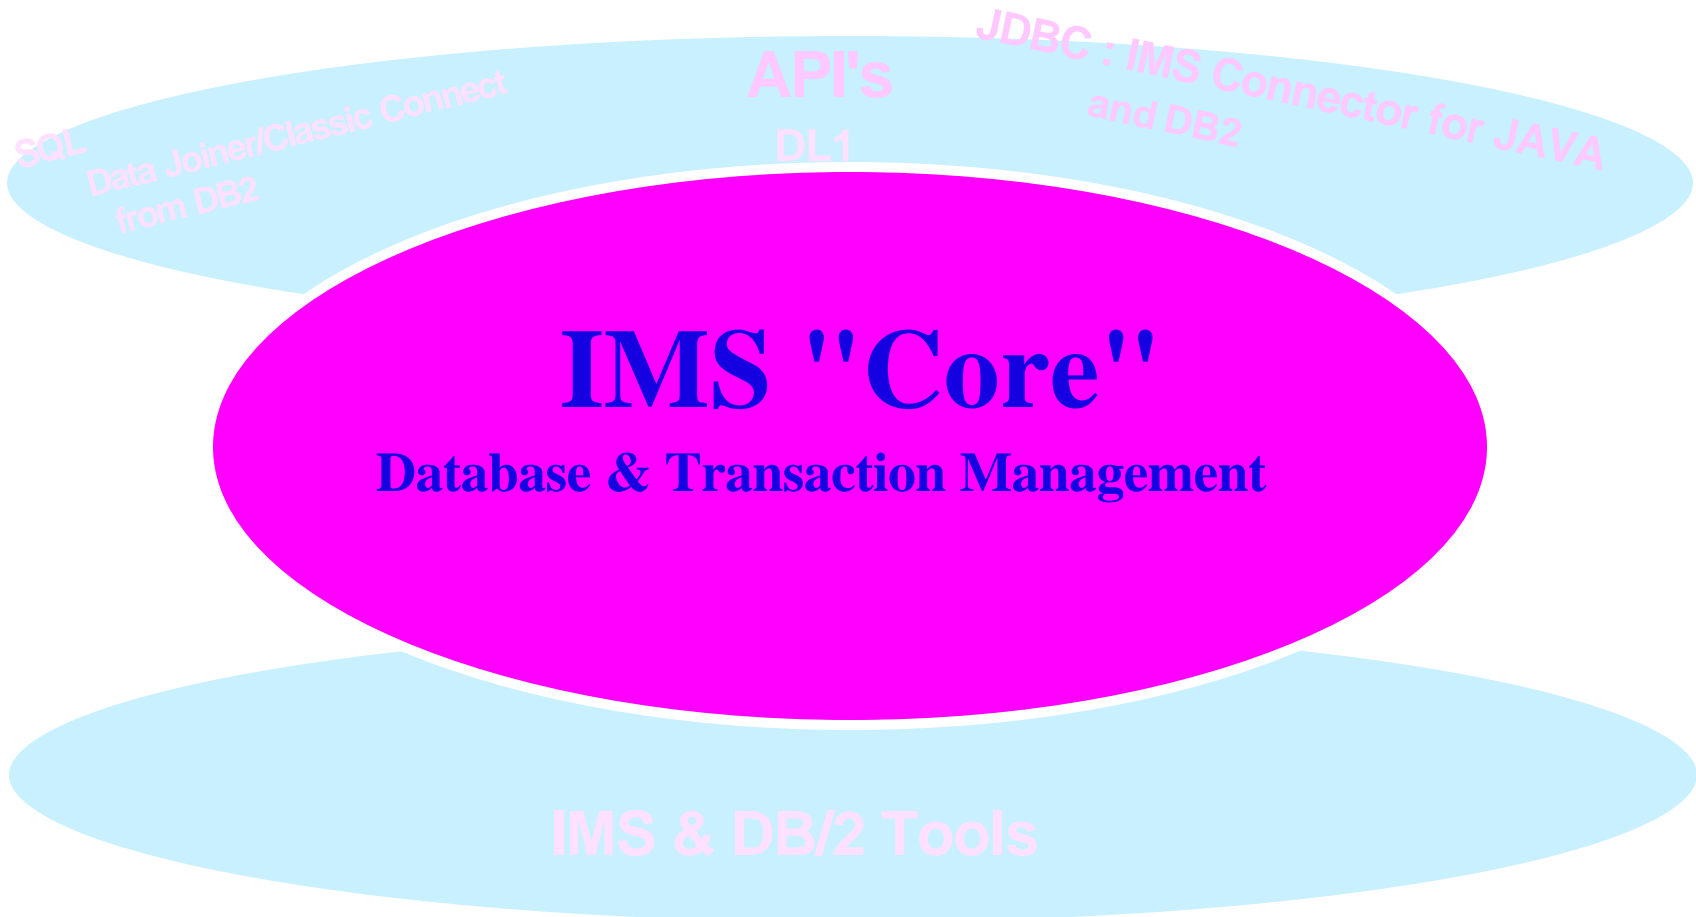 SQL
Data Joiner/Classic Connect
from DB2
API's
DL1
JDBC : IMS Connector for JAVA
and DB2
IMS "Core"
Database & Transaction Management
IMS & DB/2 Tools